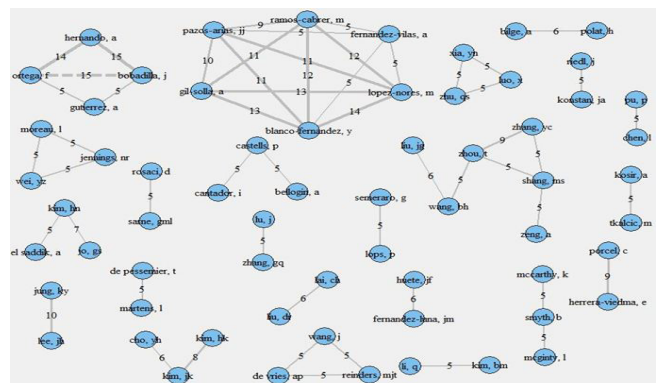 hernando, a
14
15
ortega, f
15
bobadilla, j
5
5
gutierrez, a
ramos-cabrer, m
pazos-arias, jj
9
5
5
fernandez-vilas, a
10
11
11
12
12
5
gil-solla, a
13
lopez-nores, m
13
5
14
blanco-fernandez, y
bilge, a
6
polat, h
xia, yn
5
5
luo, x
5
zhu, qs
riedl, j
5
konstan, ja
pu, p
5
chen, l
moreau, l
5
5
jennings, nr
5
wei, yz
rosaci, d
5
sarne, gml
castells, p
5
5
cantador, i
bellogin, a
liu, jg
6
wang, bh
5
zhou, t
9
zhang, yc
5
5
shang, ms
5
zeng, a
kosir, a
5
tkalcic, m
kim, hn
5
7
el saddik, a
jo, gs
lu, j
5
zhang, gq
semeraro, g
5
lops, p
porcel, c
9
herrera-viedma, e
jung, ky
10
lee, jh
de pessemier, t
5
martens, l
lai, ch
6
liu, dr
huete, jf
6
fernandez-luna, jm
mccarthy, k
5
smyth, b
5
mcginty, l
cho, yh
6
kim, hk
8
kim, jk
wang, j
5
5
de vries, ap
5
reinders, mjt
li, q
5
kim, bm